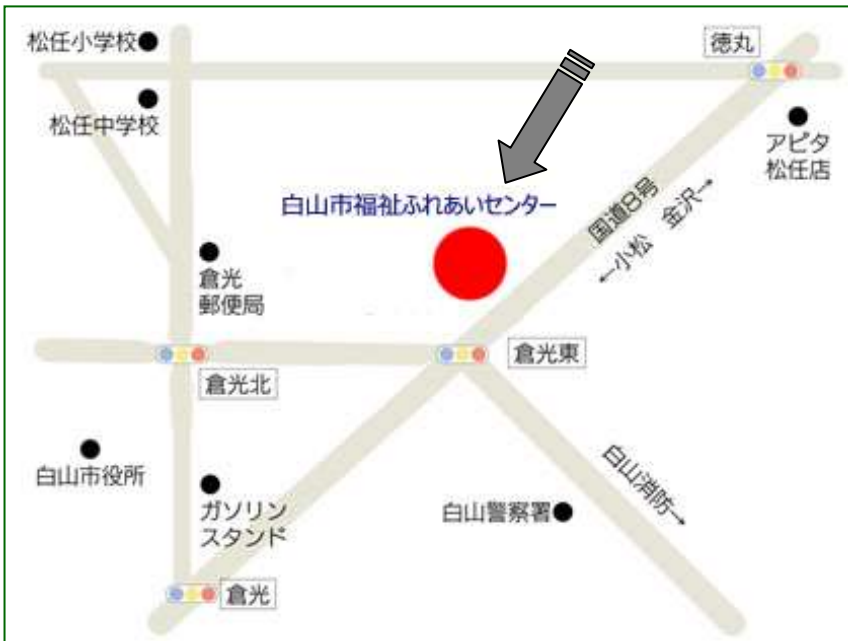 松任小学校
徳丸
松任中学校
アピタ
松任店
白山市福祉ふれあいセンター
国道8号
←小松 金沢→
倉光
郵便局
倉光東
倉光北
白山市役所
ガソリン
スタンド
白山警察署
白山消防→
倉光